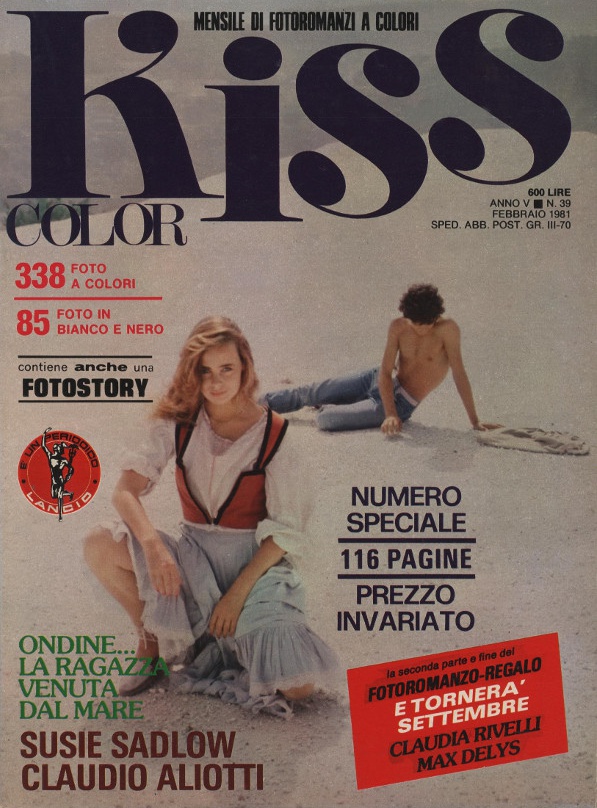 MENSILE DI FOTOROMANZI A COLORI
Kiss
COLOR
600 LIRE
ANNO V ■ N. 39
FEBBRAIO 1981
SPED. ABB. POST. GR. III-70
338 FOTO
A COLORI
85 FOTO IN
BIANCO E NERO
contiene anche una
FOTOSTORY
È UN PERIODICO
LANCIO
NUMERO
SPECIALE
116 PAGINE
PREZZO
INVARIATO
ONDINE...
LA RAGAZZA
VENUTA
DAL MARE
SUSIE SADLOW
CLAUDIO ALIOTTI
la seconda parte e fine del
FOTOROMANZO-REGALO
E TORNERA'
SETTEMBRE
CLAUDIA RIVELLI
MAX DELYS